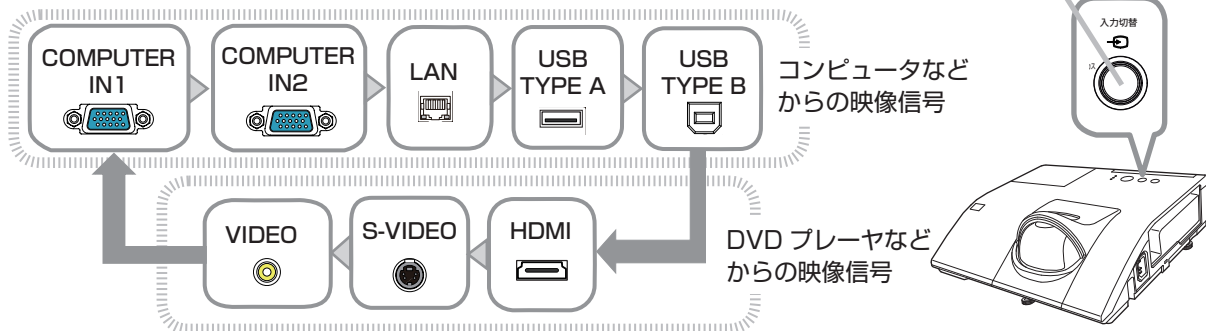 COMPUTER
IN1
COMPUTER
IN2
LAN
USB
TYPE A
USB
TYPE B
コンピュータなど
からの映像信号
入力切替
VIDEO
S-VIDEO
HDMI
DVD プレーヤなど
からの映像信号